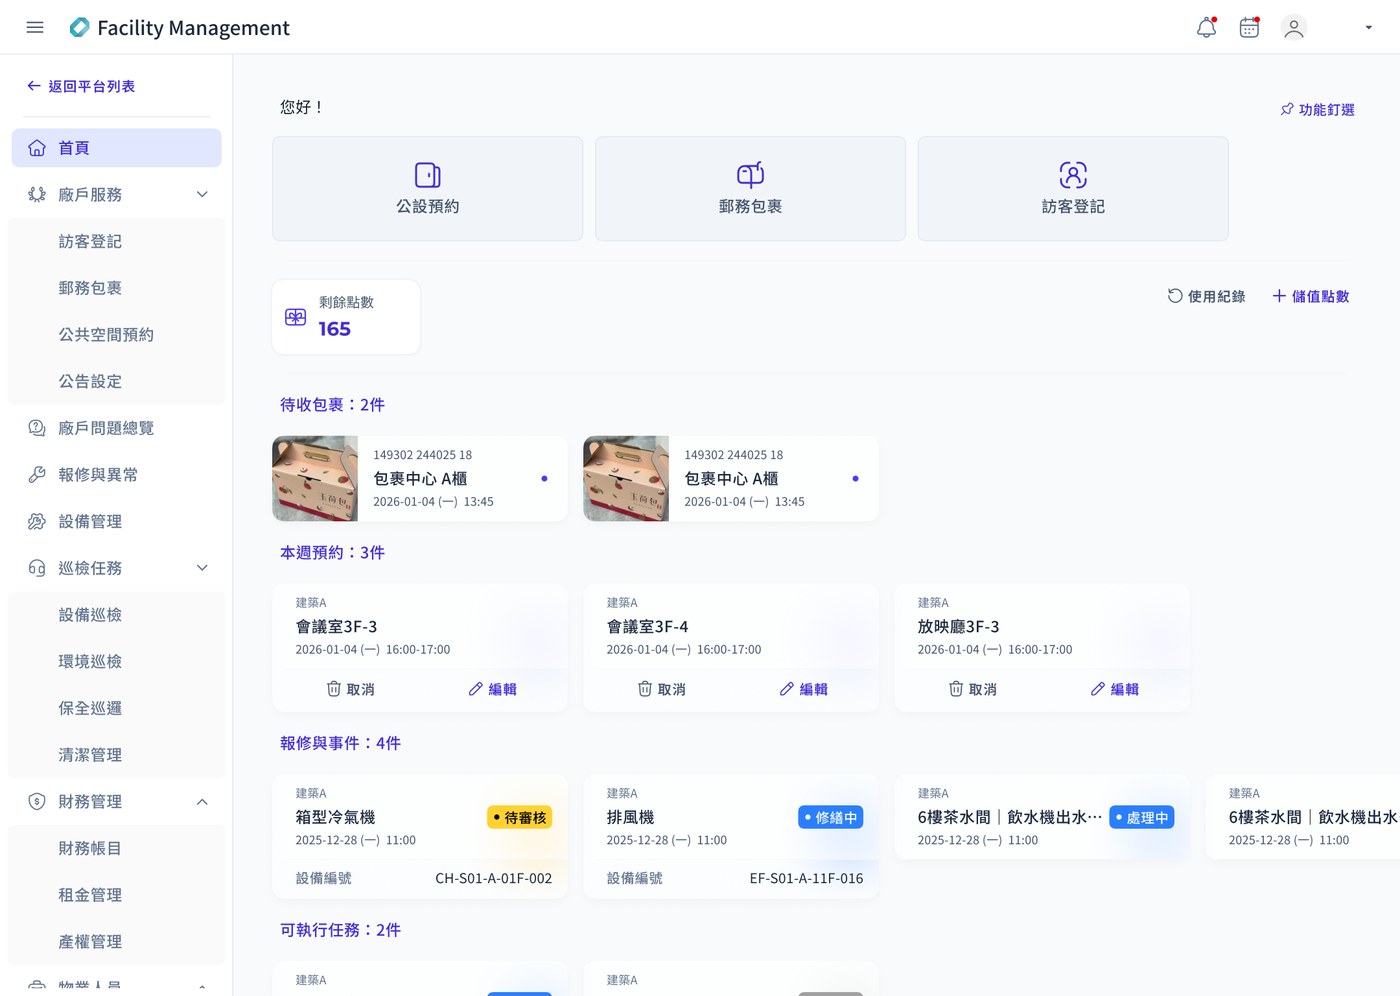 Facility Management
返回平台列表
首頁
廠戶服務
訪客登記
郵務包裹
公共空間預約
公告設定
廠戶問題總覽
報修與異常
設備管理
巡檢任務
設備巡檢
環境巡檢
保全巡邏
清潔管理
財務管理
財務帳目
租金管理
產權管理
物業人員
您好！
功能釘選
公設預約
郵務包裹
訪客登記
剩餘點數
165
使用紀錄
儲值點數
待收包裹：2件
149302 244025 18
包裹中心 A櫃
2026-01-04 (一) 13:45
玉荷包
149302 244025 18
包裹中心 A櫃
2026-01-04 (一) 13:45
玉荷包
本週預約：3件
建築A
會議室3F-3
2026-01-04 (一) 16:00-17:00
取消
編輯
建築A
會議室3F-4
2026-01-04 (一) 16:00-17:00
取消
編輯
建築A
放映廳3F-3
2026-01-04 (一) 16:00-17:00
取消
編輯
報修與事件：4件
建築A
箱型冷氣機
待審核
2025-12-28 (一) 11:00
設備編號 CH-S01-A-01F-002
建築A
排風機
修繕中
2025-12-28 (一) 11:00
設備編號 EF-S01-A-11F-016
建築A
6樓茶水間｜飲水機出水⋯
處理中
2025-12-28 (一) 11:00
建築A
6樓茶水間｜飲水機出水
2025-12-28 (一) 11:00
可執行任務：2件
建築A
建築A